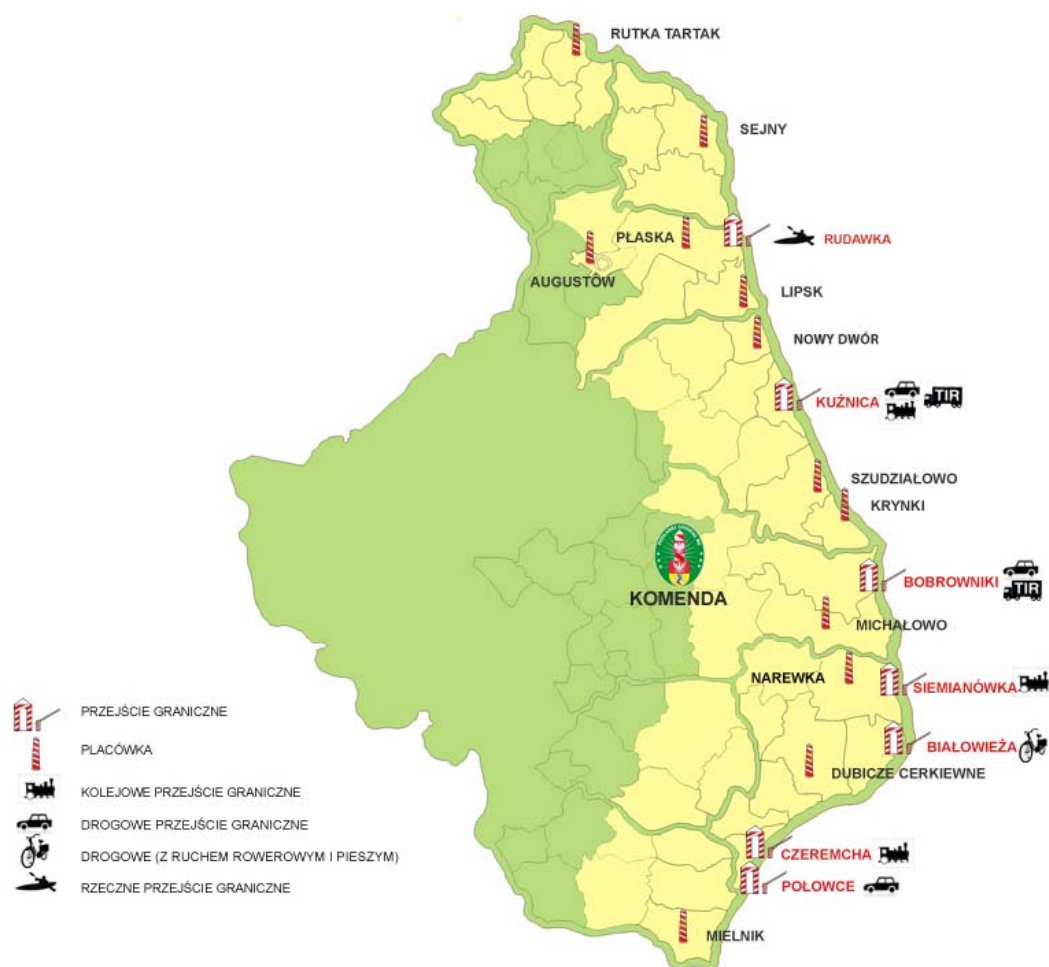 RUTKA TARTAK
SEJNY
PŁASKA
RUDAWKA
AUGUSTÓW
LIPSK
NOWY DWÓR
KUŹNICA
TIR
SZUDZIAŁOWO
KRYNKI
KOMENDA
BOBROWNIKI
TIR
MICHAŁOWO
NAREWKA
SIEMIANÓWKA
BIAŁOWIEŻA
DUBICZE CERKIEWNE
CZEREMCHA
POŁOWCE
MIELNIK
PRZEJŚCIE GRANICZNE
PLACÓWKA
KOLEJOWE PRZEJŚCIE GRANICZNE
DROGOWE PRZEJŚCIE GRANICZNE
DROGOWE (Z RUCHEM ROWEROWYM I PIESZYM)
RZECZNE PRZEJŚCIE GRANICZNE